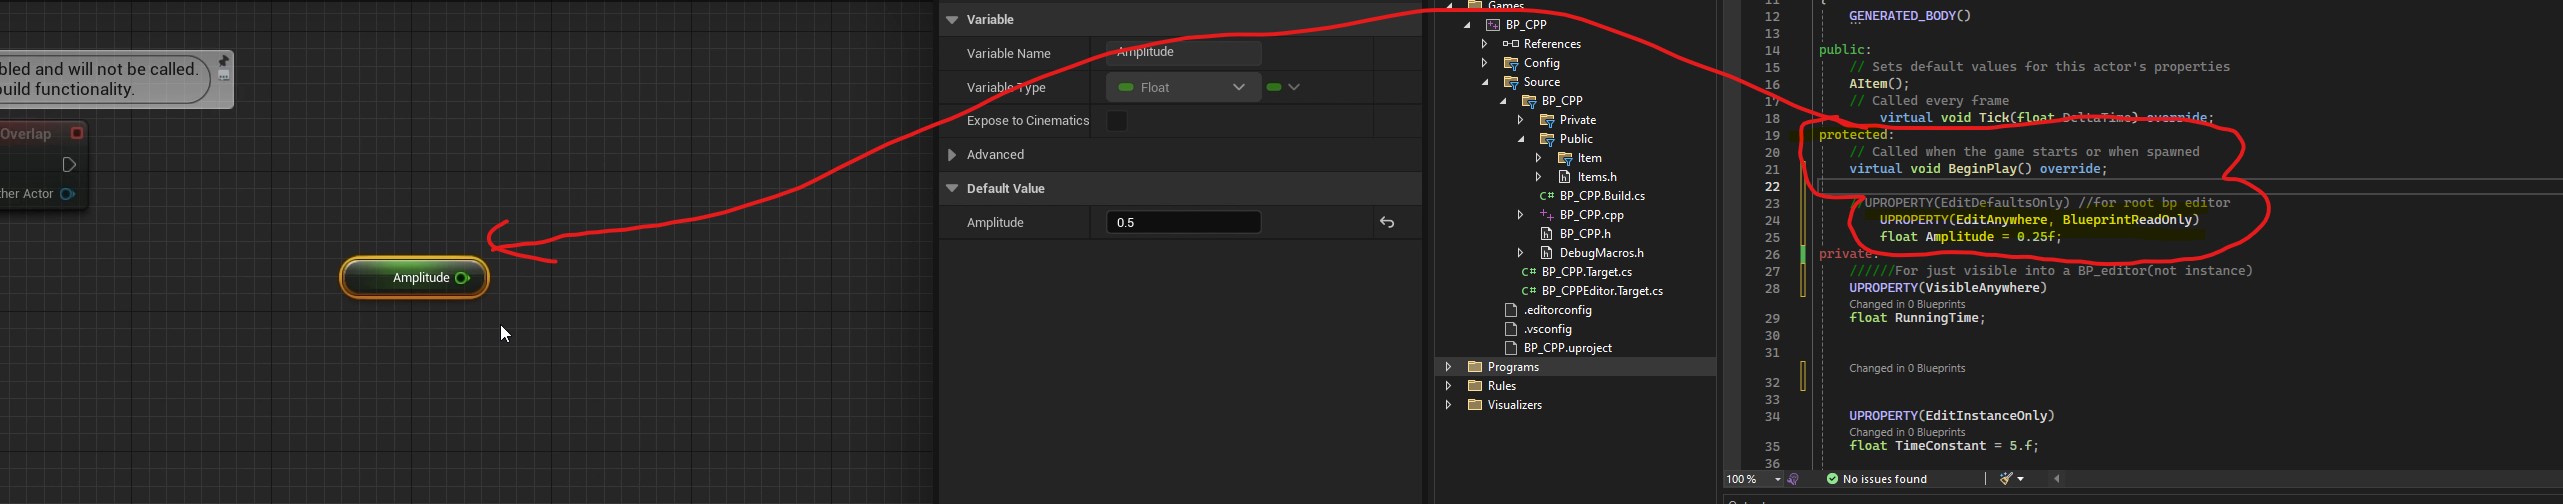 bled and will not be called.
uild functionality.
Overlap
ther Actor
Amplitude
Variable
Variable Name
Amplitude
Variable Type
Float
Expose to Cinematics
Advanced
Default Value
Amplitude
0.5
Games
BP_CPP
References
Config
Source
BP_CPP
Private
Public
Item
Items.h
BP_CPP.Build.cs
BP_CPP.cpp
BP_CPP.h
DebugMacros.h
BP_CPP.Target.cs
BP_CPPEditor.Target.cs
.editorconfig
.vsconfig
BP_CPP.uproject
Programs
Rules
Visualizers
11 {
12 GENERATED_BODY()
13
14 public:
15 // Sets default values for this actor's properties
16 AItem();
17 // Called every frame
18 virtual void Tick(float DeltaTime) override;
19 protected:
20 // Called when the game starts or when spawned
21 virtual void BeginPlay() override;
22
23 //UPROPERTY(EditDefaultsOnly) //for root bp editor
24 UPROPERTY(EditAnywhere, BlueprintReadOnly)
25 float Amplitude = 0.25f;
26 private:
27 //////For just visible into a BP_editor(not instance)
28 UPROPERTY(VisibleAnywhere)
Changed in 0 Blueprints
29 float RunningTime;
30
31
Changed in 0 Blueprints
32
33
34 UPROPERTY(EditInstanceOnly)
Changed in 0 Blueprints
35 float TimeConstant = 5.f;
36
100 %
No issues found